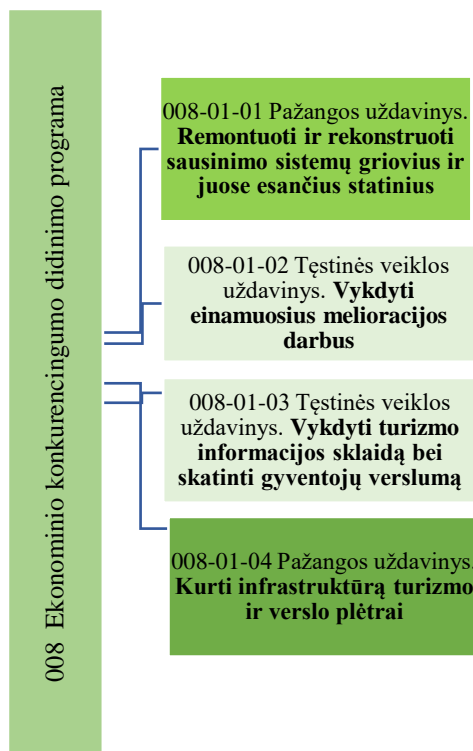 008 Ekonominio konkurencingumo didinimo programa
008-01-01 Pažangos uždavinys.
Remontuoti ir rekonstruoti
sausinimo sistemų griovius ir
juose esančius statinius
008-01-02 Tęstinės veiklos
uždavinys. Vykdyti
einamuosius melioracijos
darbus
008-01-03 Tęstinės veiklos
uždavinys. Vykdyti turizmo
informacijos sklaidą bei
skatinti gyventojų verslumą
008-01-04 Pažangos uždavinys.
Kurti infrastruktūrą turizmo
ir verslo plėtrai